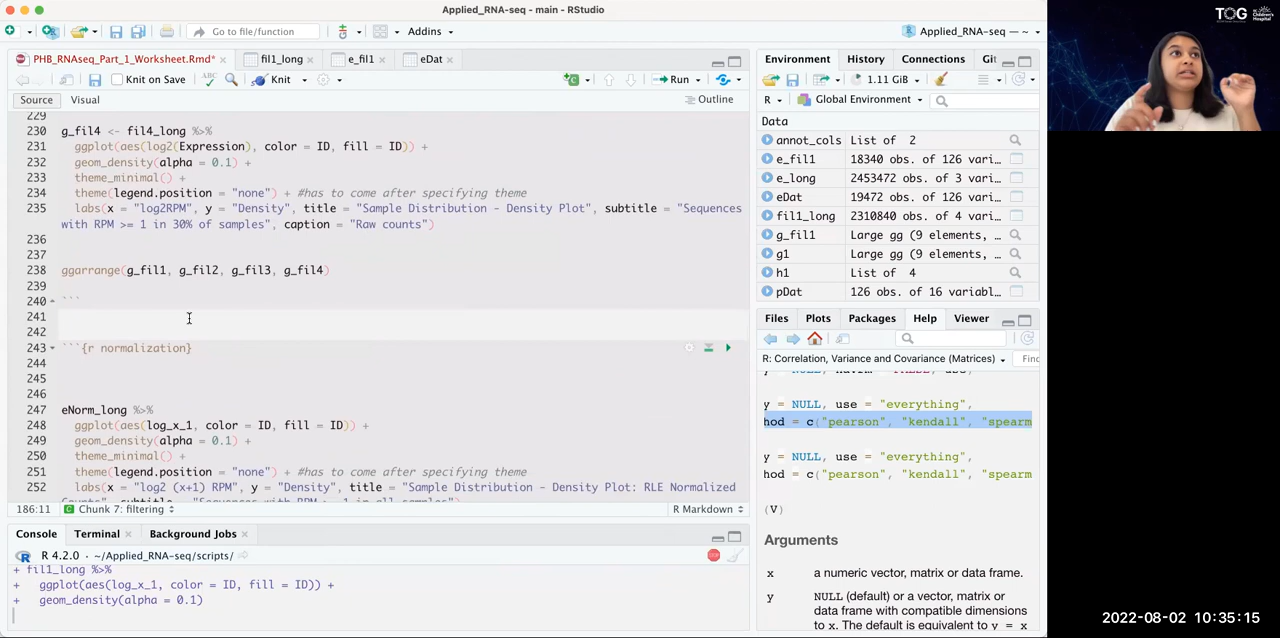 Applied_RNA-seq - main - RStudio
Go to file/function
Addins
Applied_RNA-seq — ~
PHB_RNAseq_Part_1_Worksheet.Rmd*
fil1_long
e_fil1
eDat
Knit on Save
ABC
Knit
Run
Source
Visual
Outline
229
230 g_fil4 <- fil4_long %>%
231 ggplot(aes(log2(Expression), color = ID, fill = ID)) +
232 geom_density(alpha = 0.1) +
233 theme_minimal() +
234 theme(legend.position = "none") + #has to come after specifying theme
235 labs(x = "log2RPM", y = "Density", title = "Sample Distribution - Density Plot", subtitle = "Sequences
with RPM >= 1 in 30% of samples", caption = "Raw counts")
236
237
238 ggarrange(g_fil1, g_fil2, g_fil3, g_fil4)
239
240 ```
241
242
243 ```{r normalization}
244
245
246
247 eNorm_long %>%
248 ggplot(aes(log_x_1, color = ID, fill = ID)) +
249 geom_density(alpha = 0.1) +
250 theme_minimal() +
251 theme(legend.position = "none") + #has to come after specifying theme
252 labs(x = "log2 (x+1) RPM", y = "Density", title = "Sample Distribution - Density Plot: RLE Normalized
186:11
Chunk 7: filtering
R Markdown
Console
Terminal
Background Jobs
R 4.2.0 · ~/Applied_RNA-seq/scripts/
+ fil1_long %>%
+ ggplot(aes(log_x_1, color = ID, fill = ID)) +
+ geom_density(alpha = 0.1)
Environment
History
Connections
Git
1.11 GiB
R
Global Environment
Data
annot_cols List of 2
e_fil1 18340 obs. of 126 vari…
e_long 2453472 obs. of 3 var…
eDat 19472 obs. of 126 vari…
fil1_long 2310840 obs. of 4 var…
g_fil1 Large gg (9 elements, …
g1 Large gg (9 elements, …
h1 List of 4
pDat 126 obs. of 16 variabl…
Files
Plots
Packages
Help
Viewer
R: Correlation, Variance and Covariance (Matrices)
y = NULL, use = "everything",
hod = c("pearson", "kendall", "spearm
y = NULL, use = "everything",
hod = c("pearson", "kendall", "spearm
(V)
Arguments
x a numeric vector, matrix or data frame.
y NULL (default) or a vector, matrix or
data frame with compatible dimensions
to x. The default is equivalent to y = x
TOG
2022-08-02 10:35:15